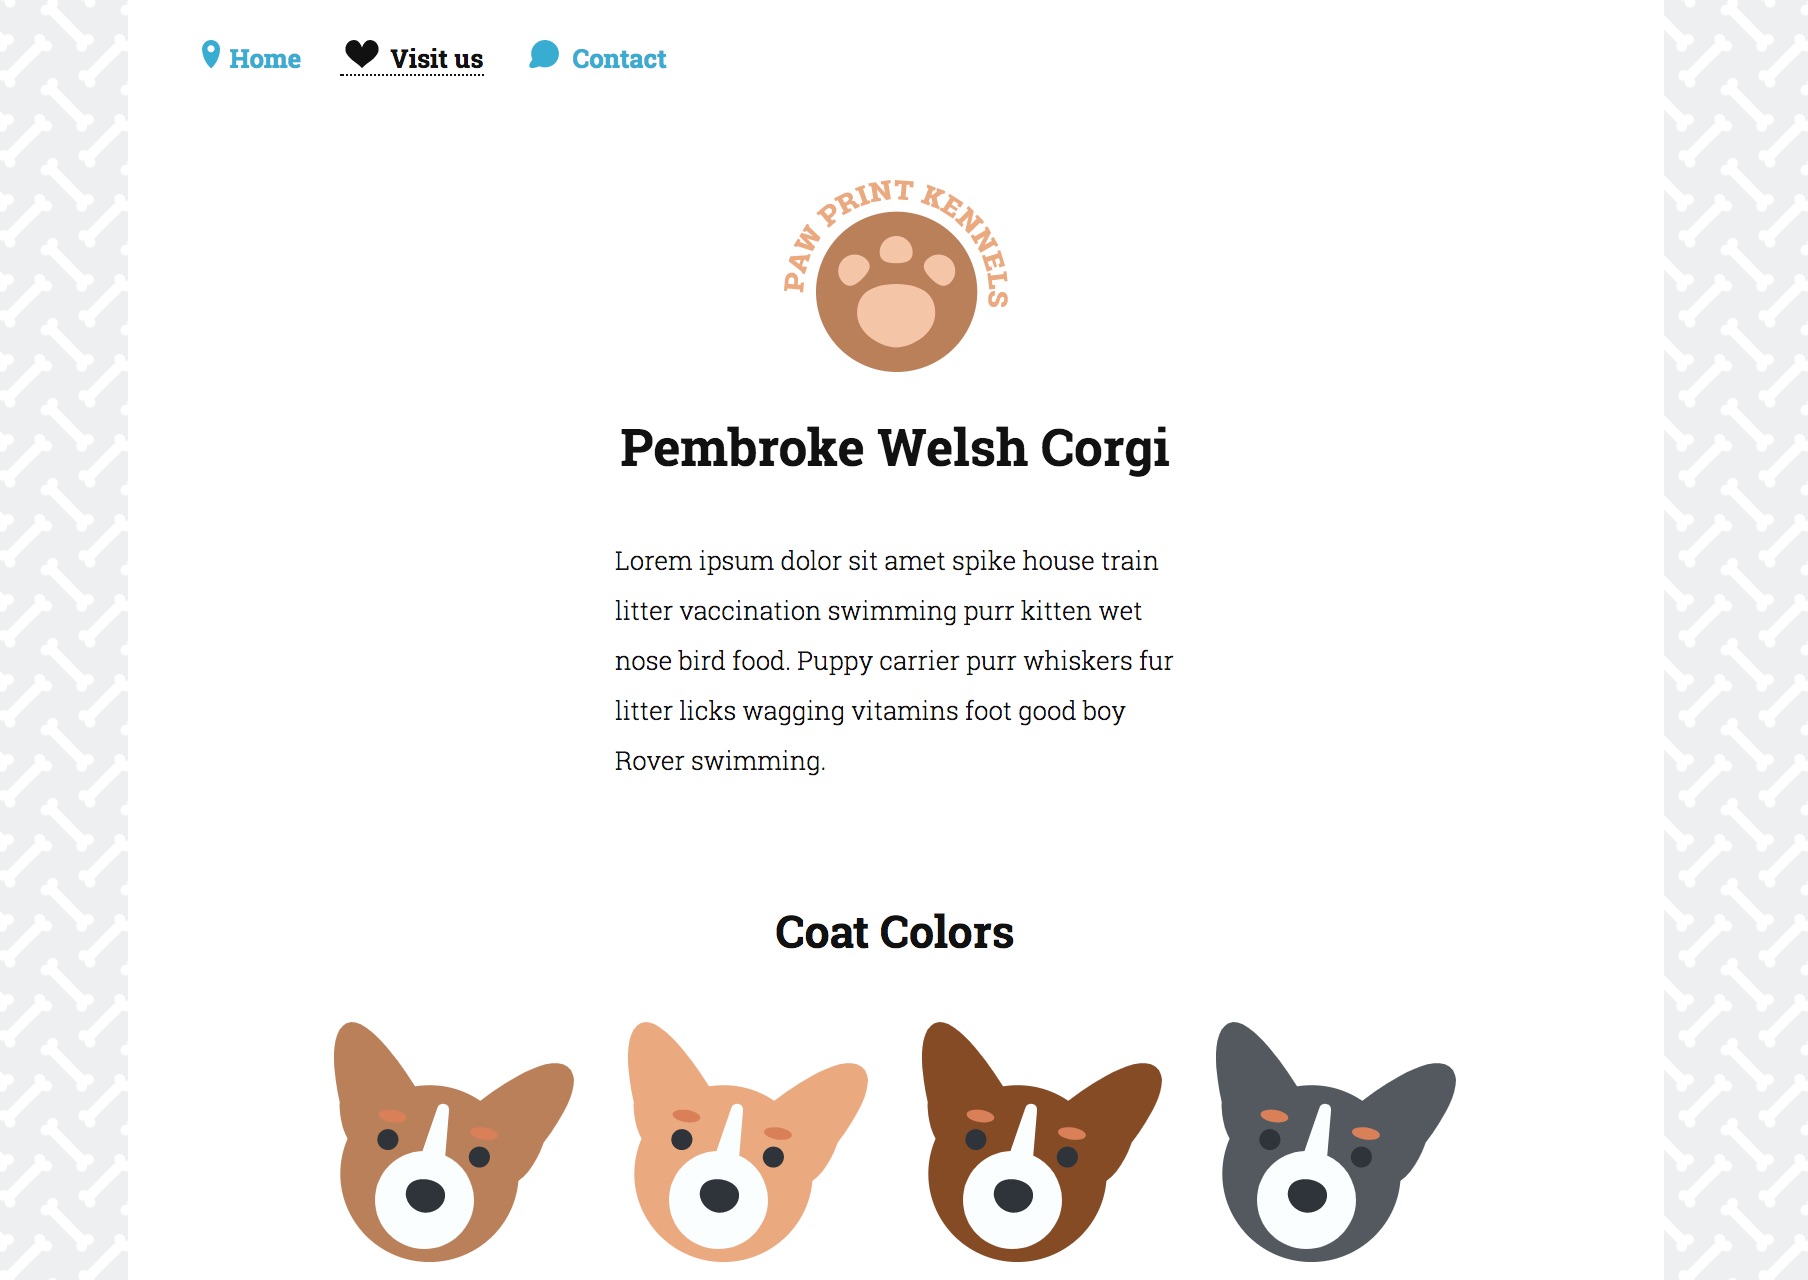 Home
Visit us
Contact
PAW PRINT KENNELS
Pembroke Welsh Corgi
Lorem ipsum dolor sit amet spike house train
litter vaccination swimming purr kitten wet
nose bird food. Puppy carrier purr whiskers fur
litter licks wagging vitamins foot good boy
Rover swimming.
Coat Colors